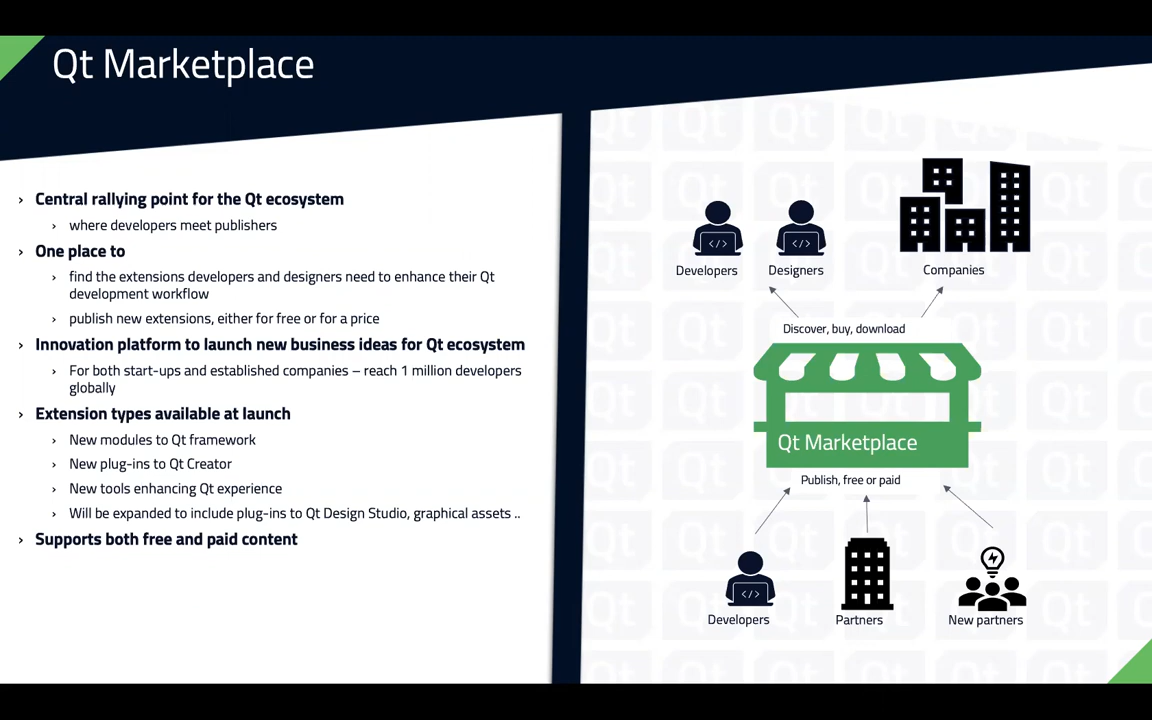 Qt Marketplace
› Central rallying point for the Qt ecosystem
› where developers meet publishers
› One place to
› find the extensions developers and designers need to enhance their Qt
development workflow
› publish new extensions, either for free or for a price
› Innovation platform to launch new business ideas for Qt ecosystem
› For both start-ups and established companies – reach 1 million developers
globally
› Extension types available at launch
› New modules to Qt framework
› New plug-ins to Qt Creator
› New tools enhancing Qt experience
› Will be expanded to include plug-ins to Qt Design Studio, graphical assets ..
› Supports both free and paid content
Developers
Designers
Companies
Discover, buy, download
Qt Marketplace
Publish, free or paid
Developers
Partners
New partners